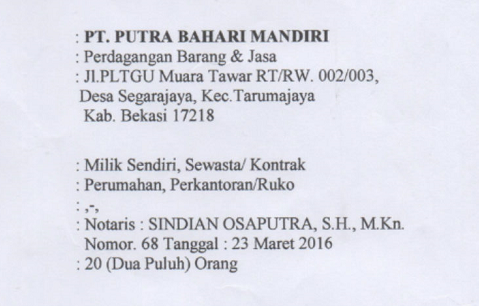 : PT. PUTRA BAHARI MANDIRI
: Perdagangan Barang & Jasa
: Jl.PLTGU Muara Tawar RT/RW. 002/003,
Desa Segarajaya, Kec.Tarumajaya
Kab. Bekasi 17218
: Milik Sendiri, Sewasta/ Kontrak
: Perumahan, Perkantoran/Ruko
: ,-,
: Notaris : SINDIAN OSAPUTRA, S.H., M.Kn.
Nomor. 68 Tanggal : 23 Maret 2016
: 20 (Dua Puluh) Orang